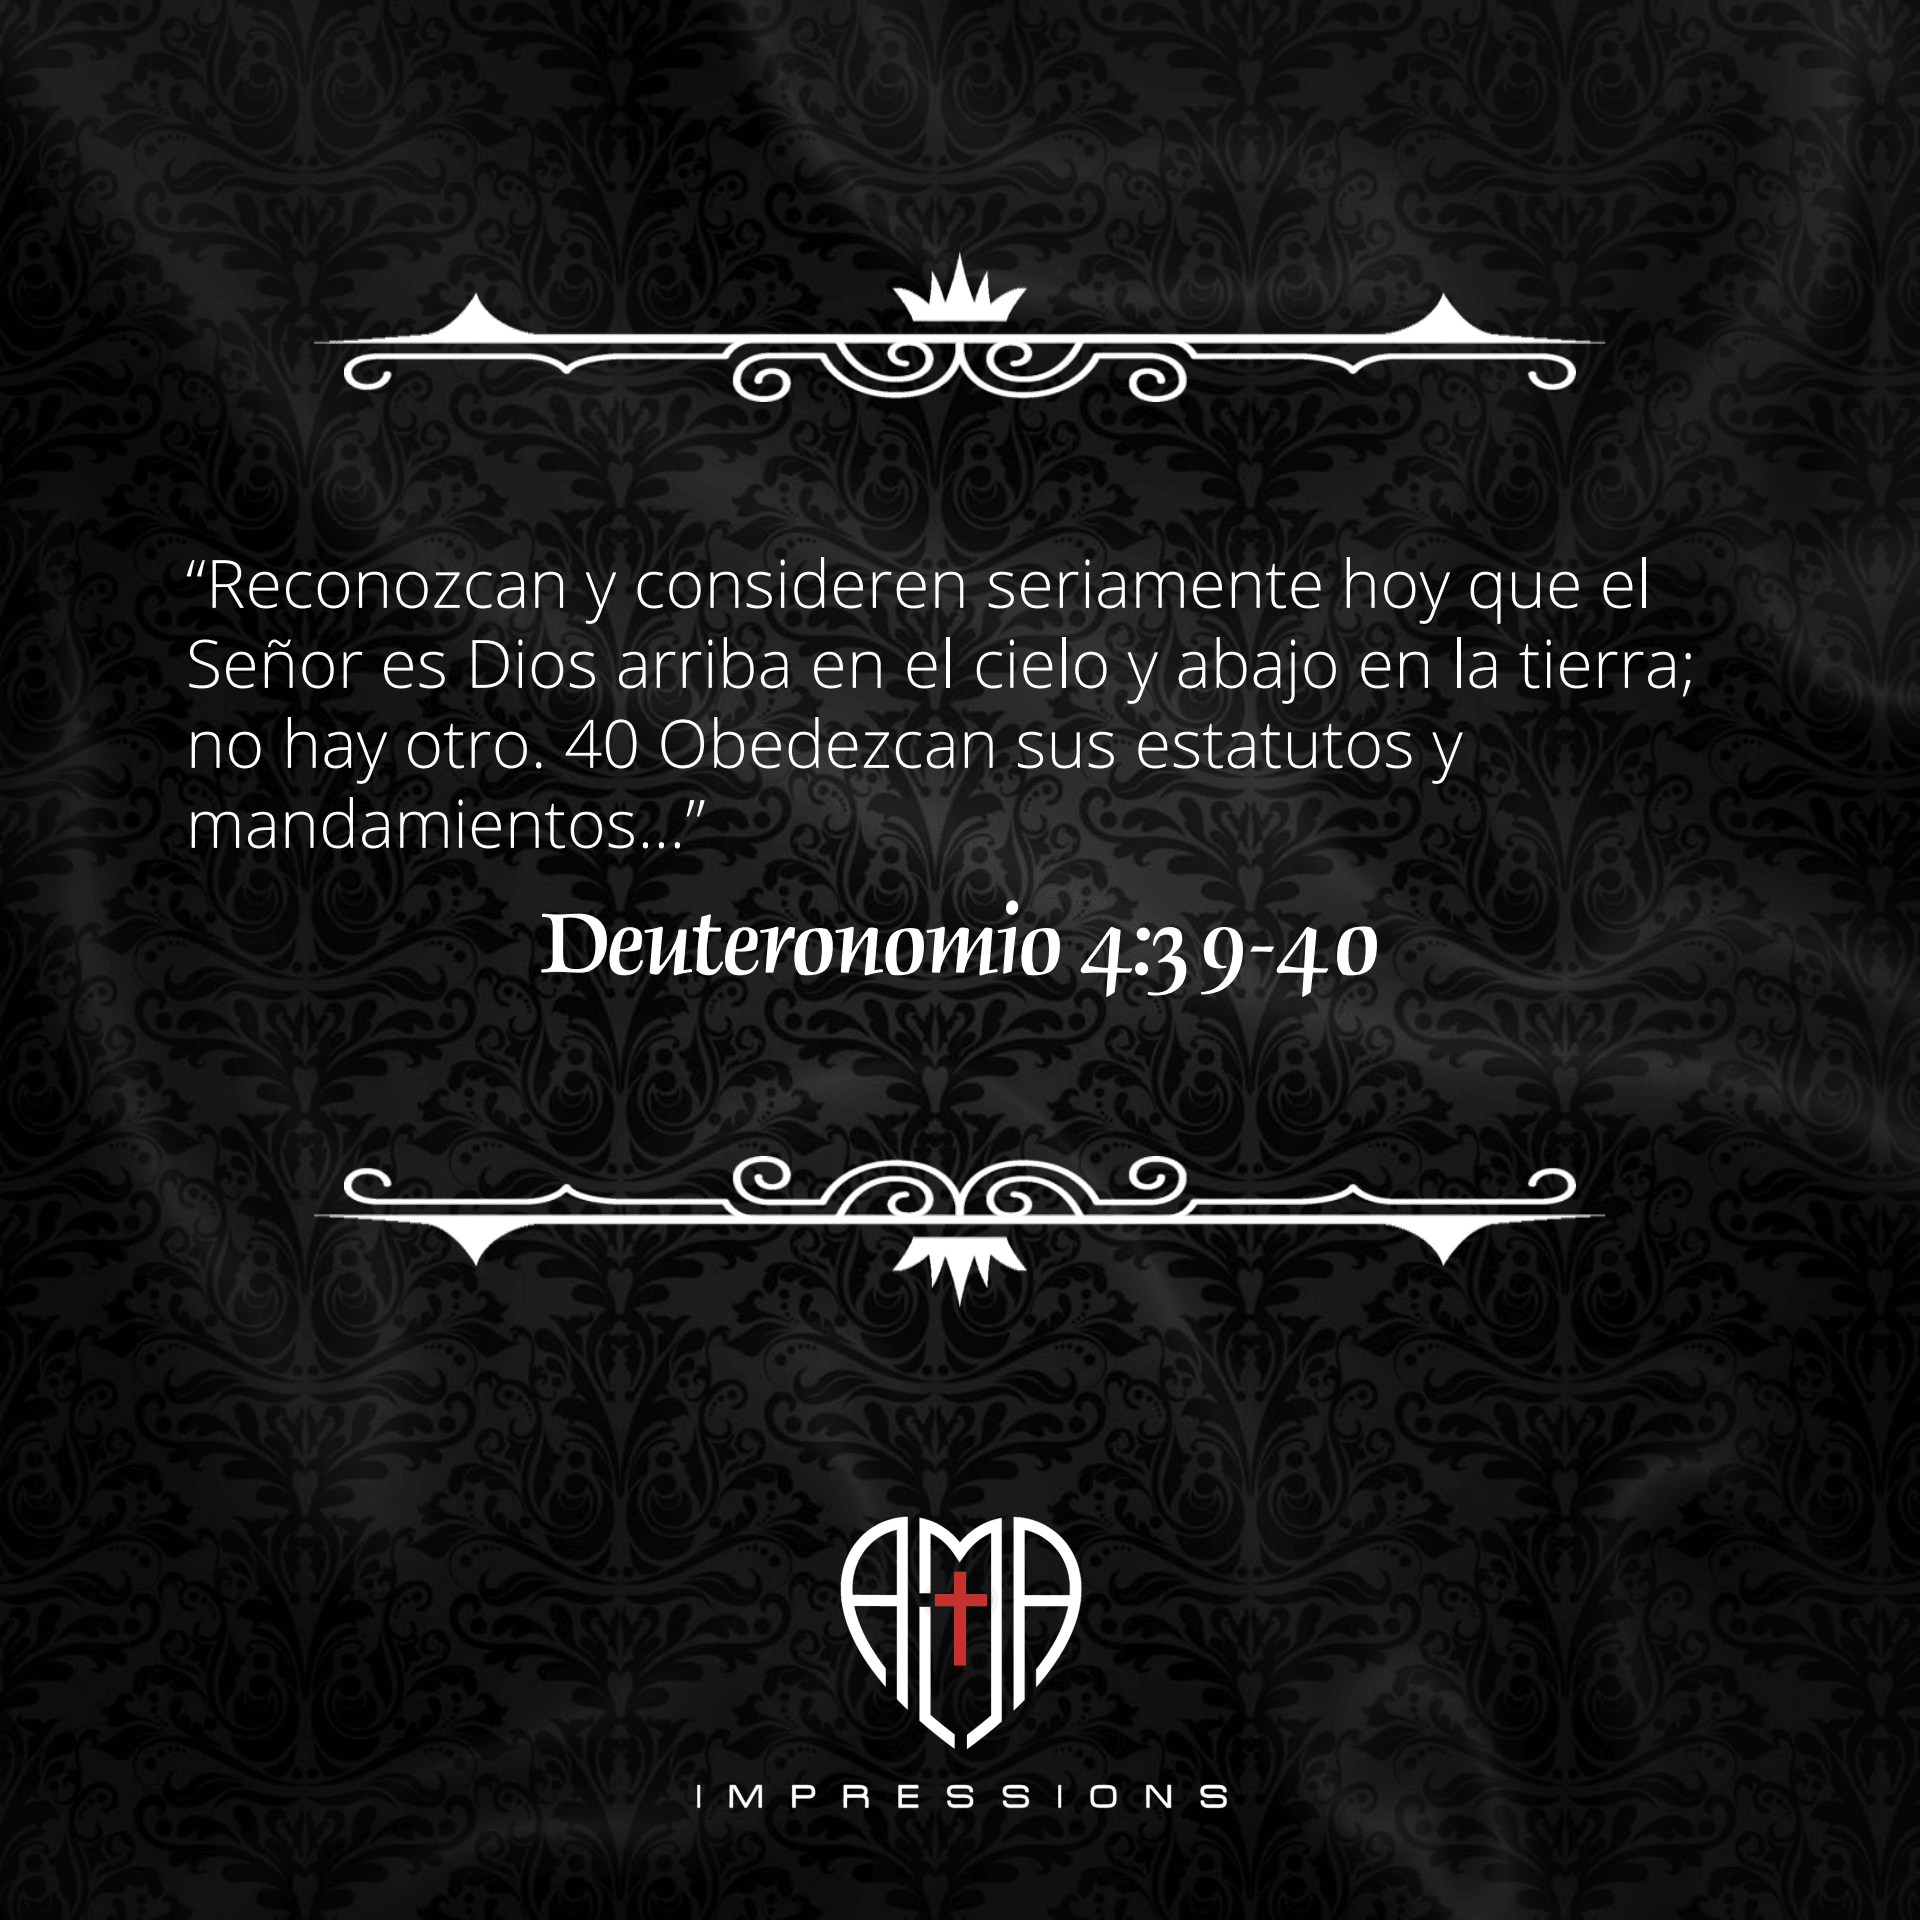 “Reconozcan y consideren seriamente hoy que el
Señor es Dios arriba en el cielo y abajo en la tierra;
no hay otro. 40 Obedezcan sus estatutos y
mandamientos...”
Deuteronomio 4:39-40
AMA
IMPRESSIONS